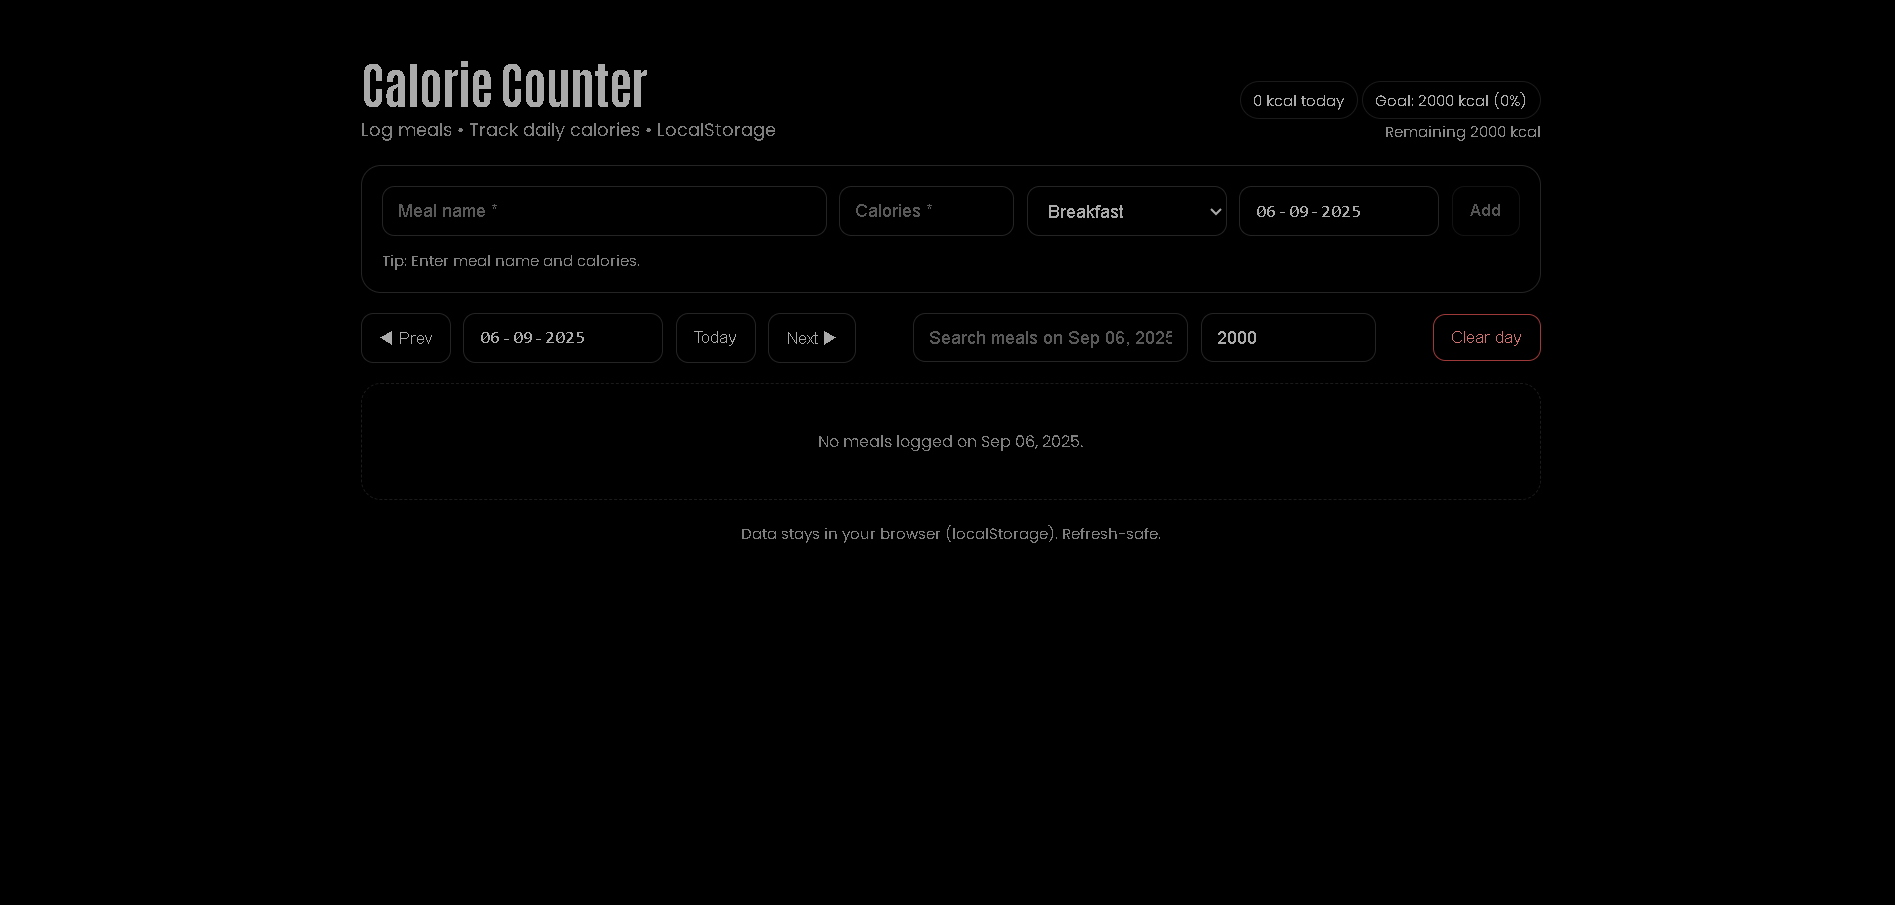 Calorie Counter
Log meals • Track daily calories • LocalStorage
0 kcal today
Goal: 2000 kcal (0%)
Remaining 2000 kcal
Meal name *
Calories *
Breakfast
06-09-2025
Add
Tip: Enter meal name and calories.
◀ Prev
06-09-2025
Today
Next ▶
Search meals on Sep 06, 2025
2000
Clear day
No meals logged on Sep 06, 2025.
Data stays in your browser (localStorage). Refresh-safe.